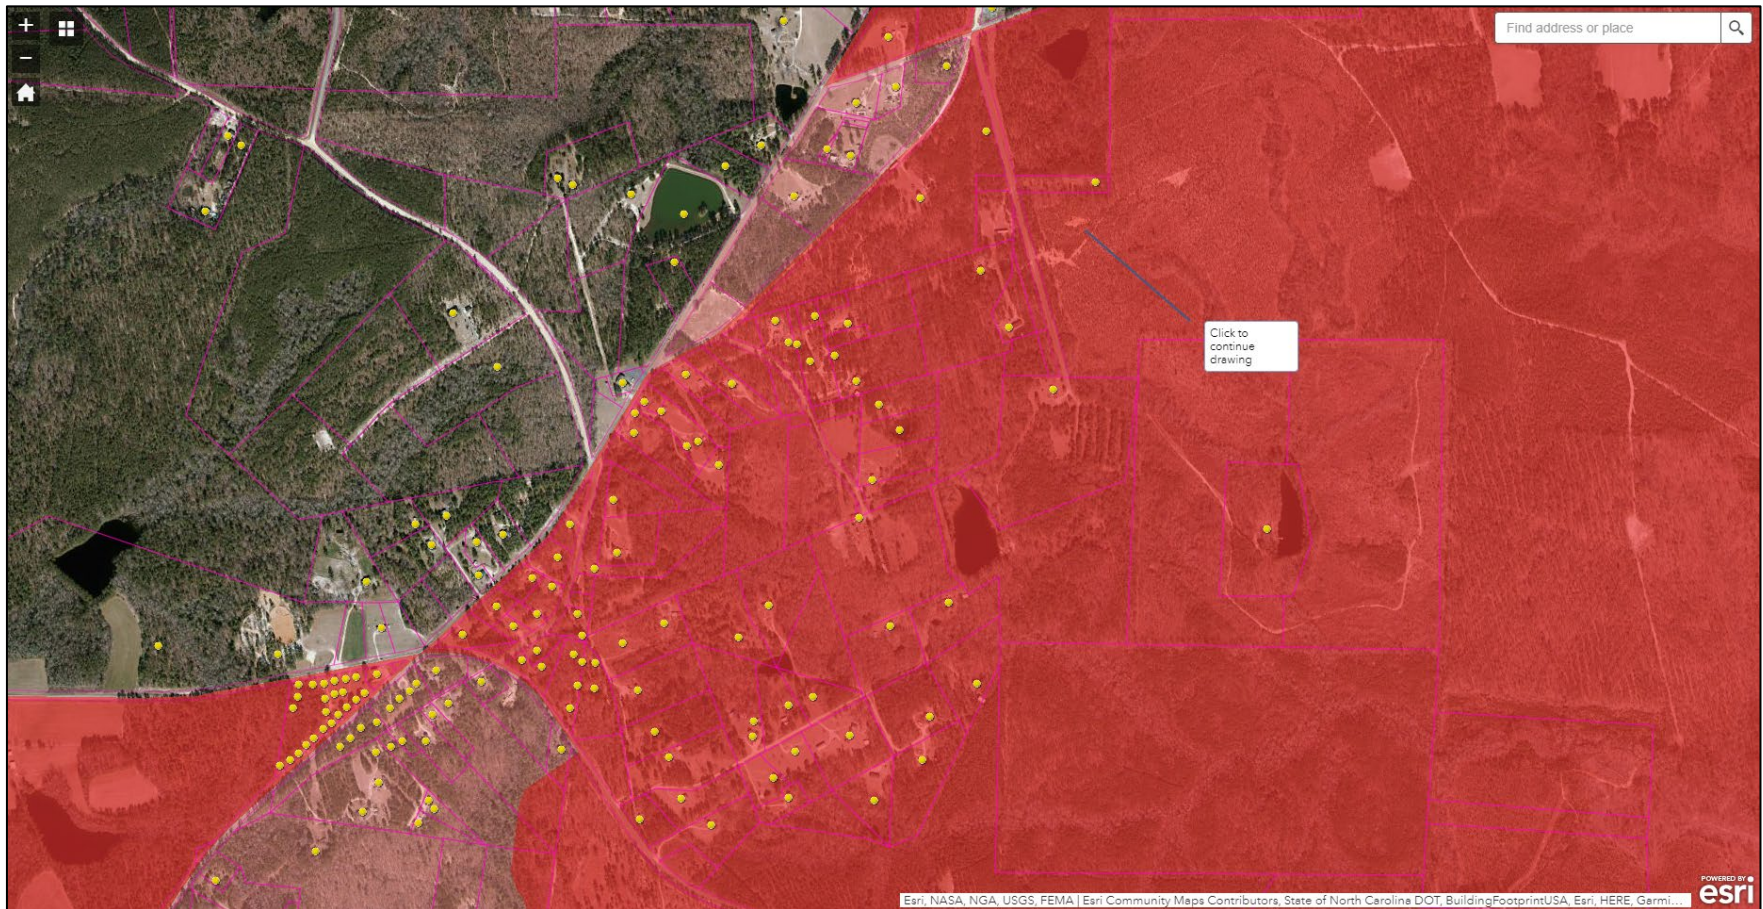 +
−
Find address or place
Click to
continue
drawing
Esri, NASA, NGA, USGS, FEMA | Esri Community Maps Contributors, State of North Carolina DOT, BuildingFootprintUSA, Esri, HERE, Garmi...
POWERED BY
esri